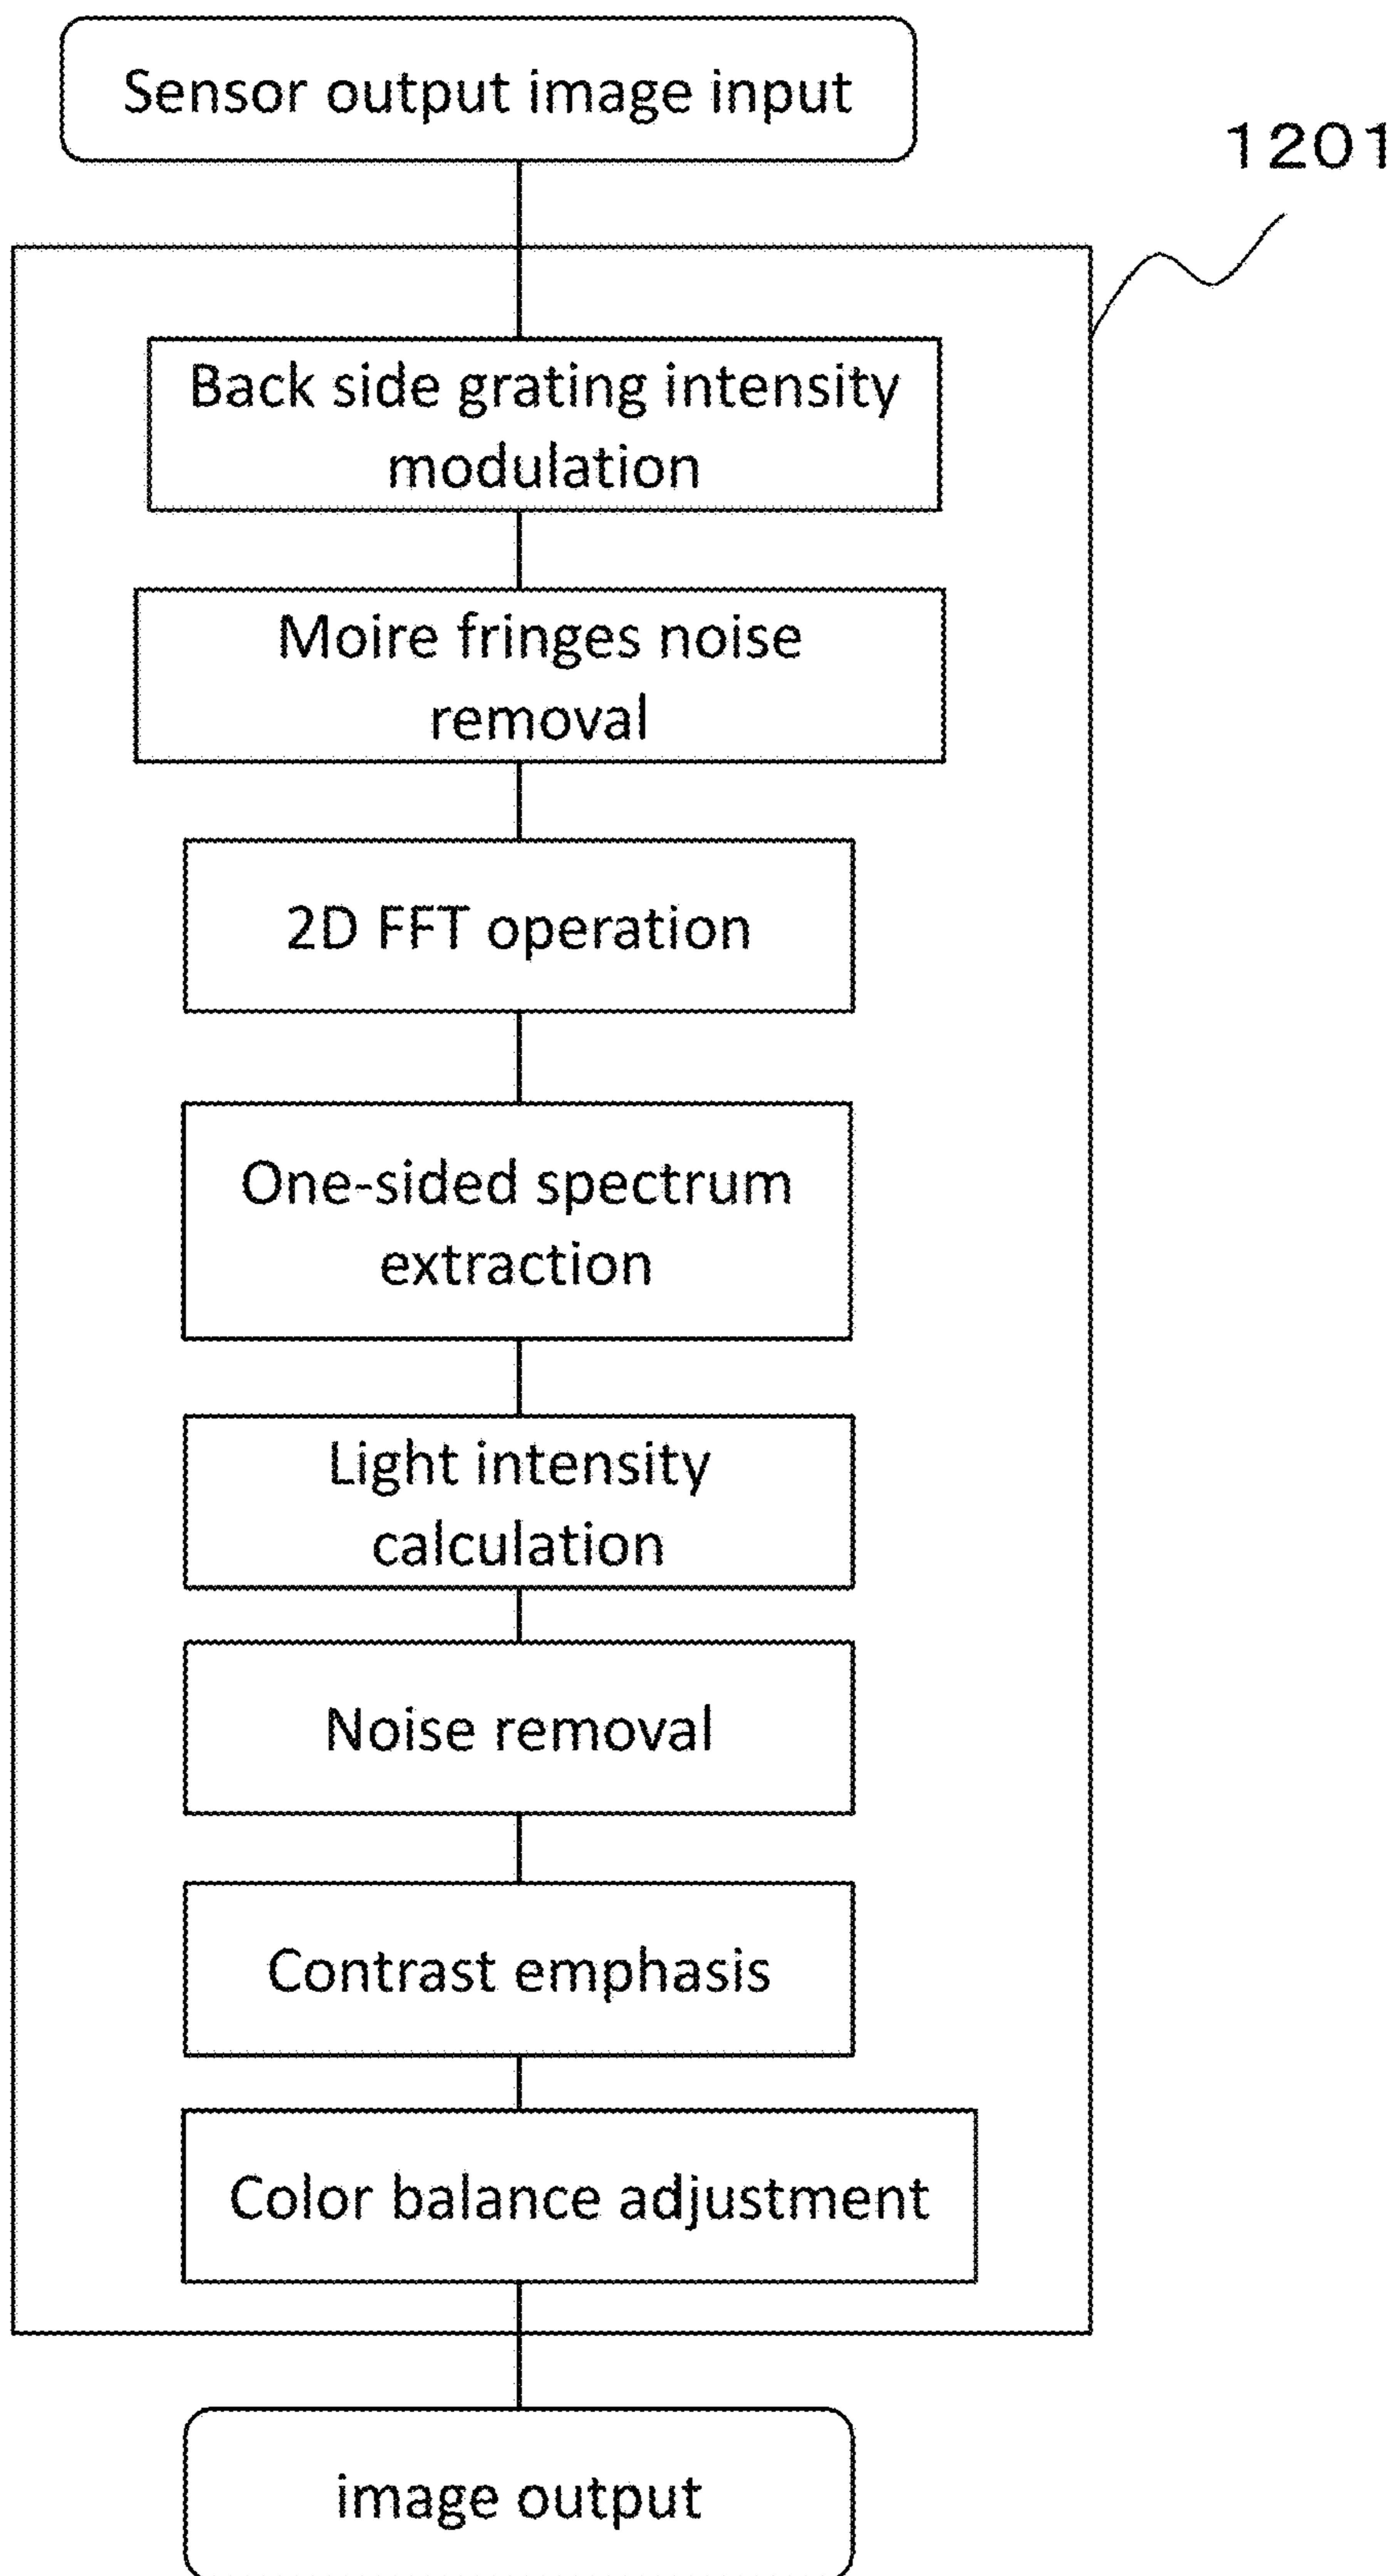 Sensor output image input
1201
Back side grating intensity
modulation
Moire fringes noise
removal
2D FFT operation
One-sided spectrum
extraction
Light intensity
calculation
Noise removal
Contrast emphasis
Color balance adjustment
image output